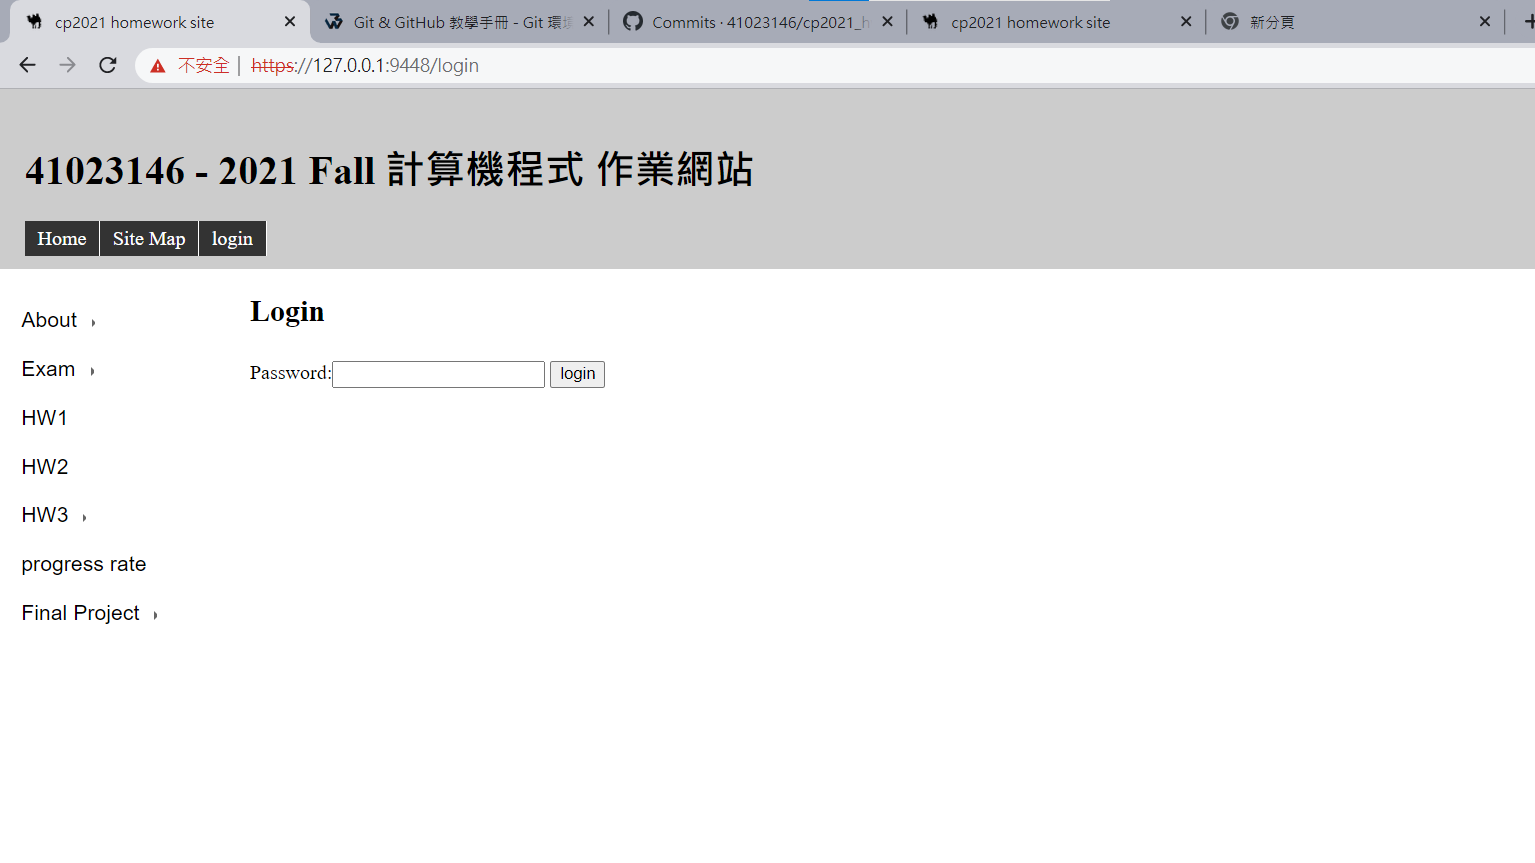 cp2021 homework site
Git & GitHub 教學手冊 - Git 環境
Commits · 41023146/cp2021_h
cp2021 homework site
新分頁
不安全 | https://127.0.0.1:9448/login
41023146 - 2021 Fall 計算機程式 作業網站
Home Site Map login
About
Exam
HW1
HW2
HW3
progress rate
Final Project
Login
Password: login